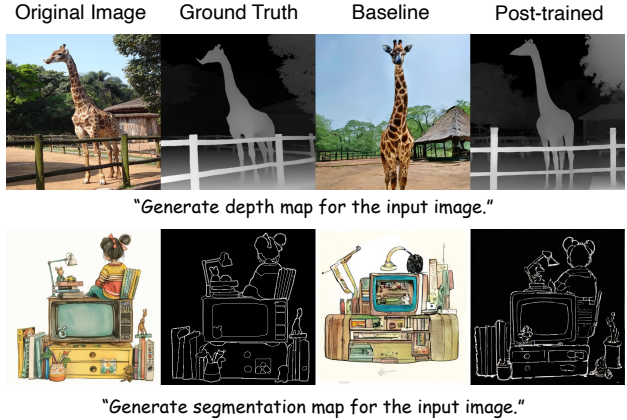 Original Image Ground Truth Baseline Post-trained
“Generate depth map for the input image.”
“Generate segmentation map for the input image.”